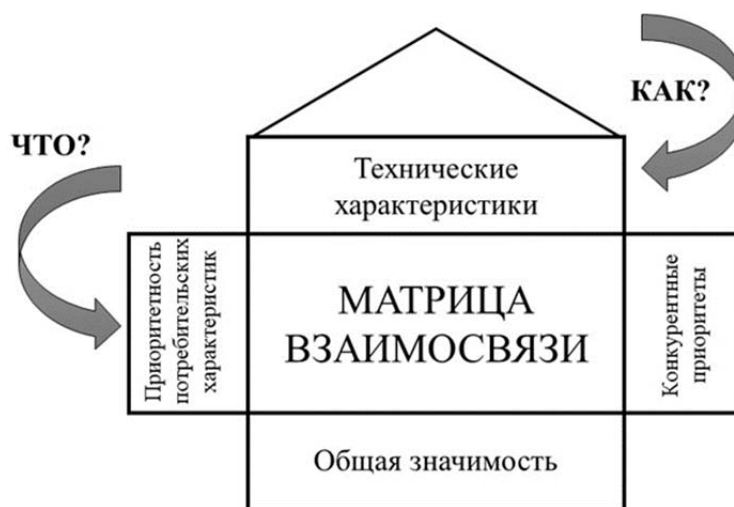 КАК?
ЧТО?
Технические
характеристики
Приоритетность
потребительских
характеристик
МАТРИЦА
ВЗАИМОСВЯЗИ
Конкурентные
приоритеты
Общая значимость